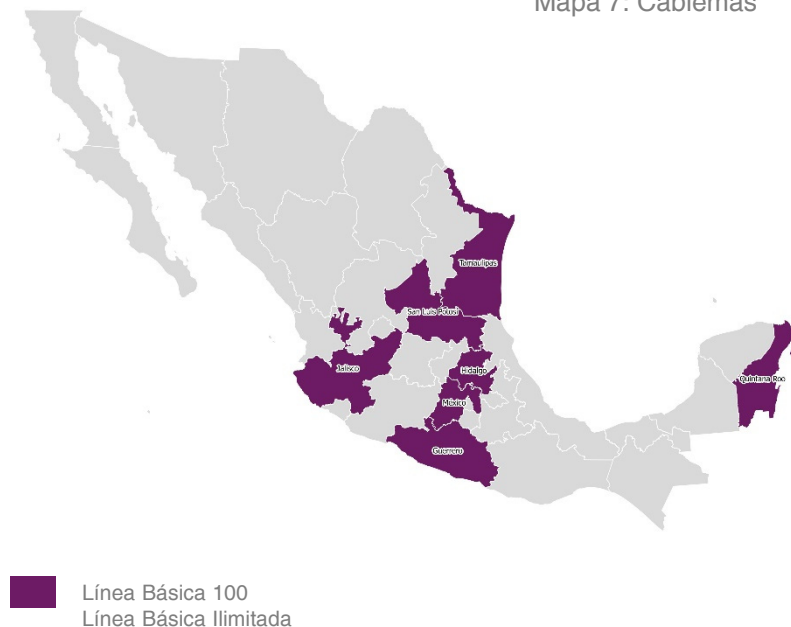 Mapa 7: Cablemás
Tamaulipas
San Luis Potosí
Jalisco
Hidalgo
Quintana Roo
México
Guerrero
Línea Básica 100
Línea Básica Ilimitada